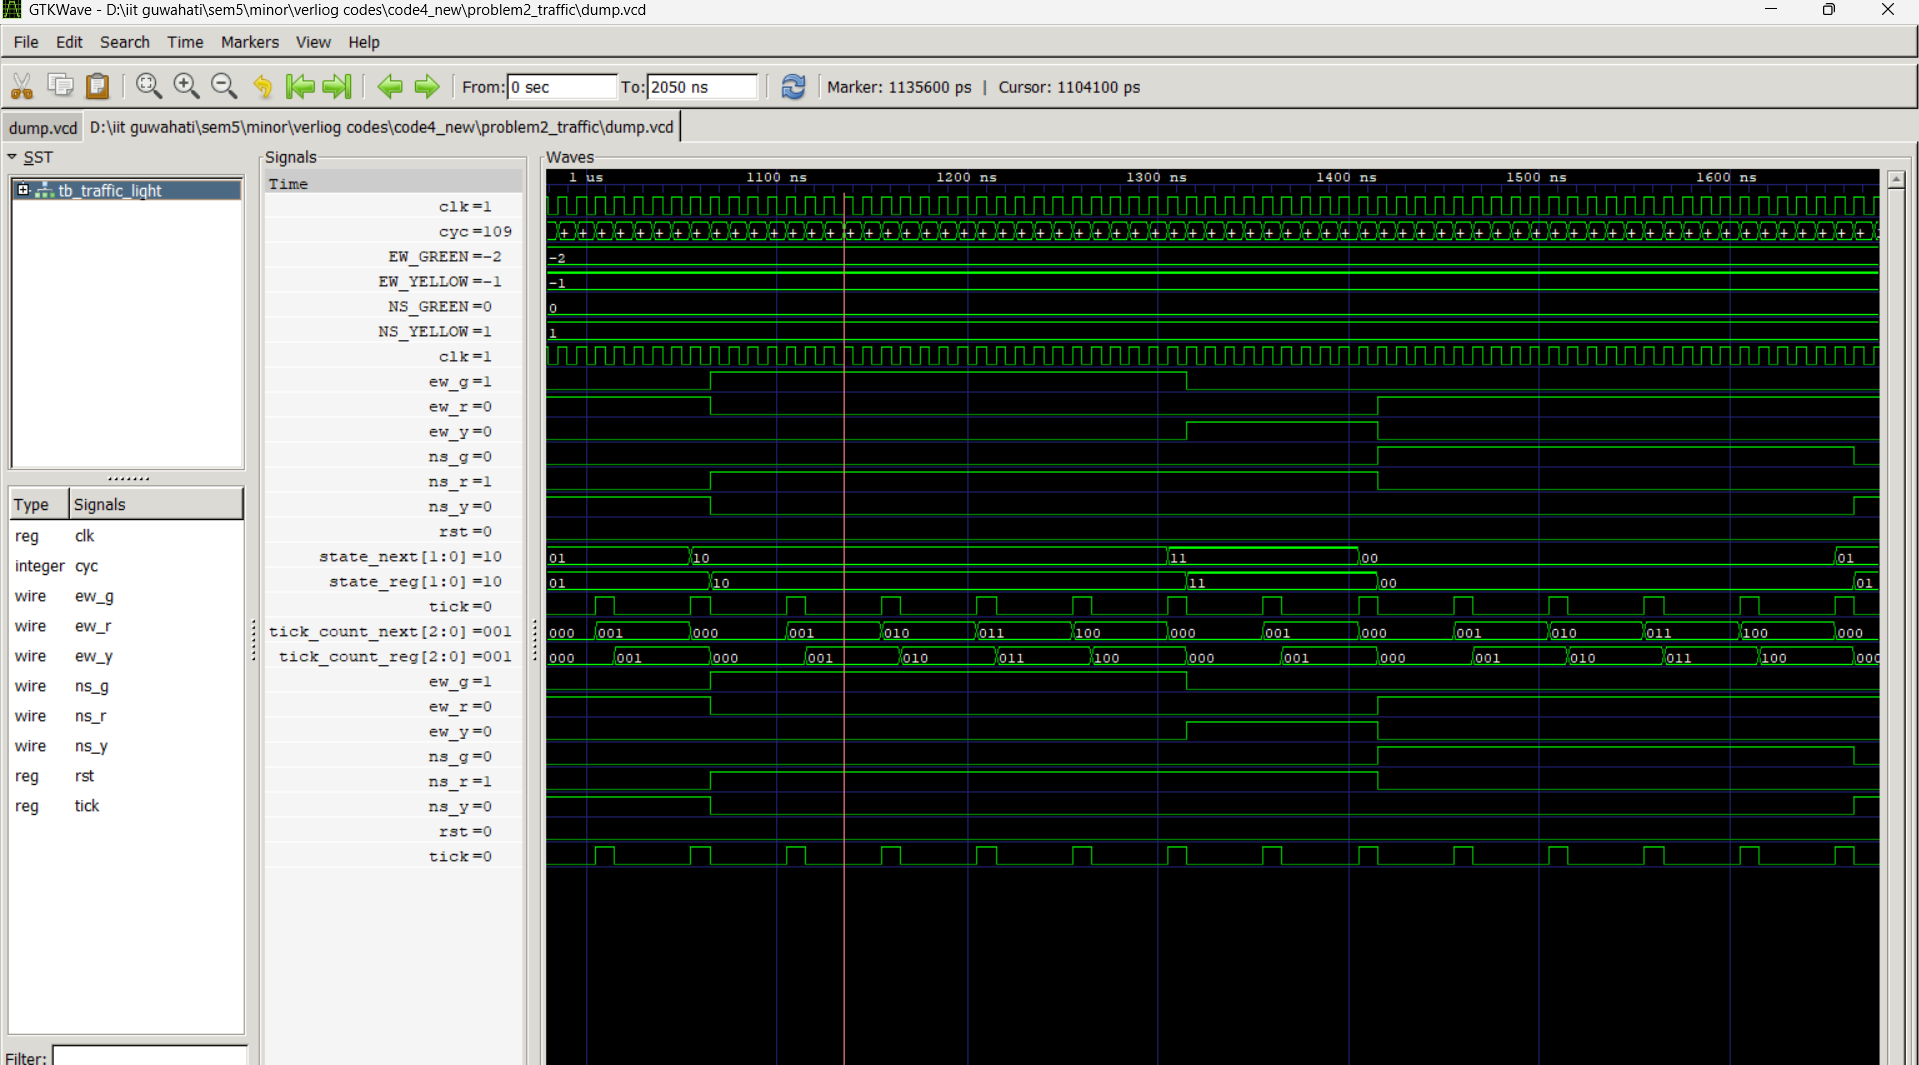 GTKWave - D:\iit guwahati\sem5\minor\verliog codes\code4_new\problem2_traffic\dump.vcd
File Edit Search Time Markers View Help
From: 0 sec To: 2050 ns Marker: 1135600 ps | Cursor: 1104100 ps
dump.vcd D:\iit guwahati\sem5\minor\verliog codes\code4_new\problem2_traffic\dump.vcd
SST
tb_traffic_light
Type Signals
reg clk
integer cyc
wire ew_g
wire ew_r
wire ew_y
wire ns_g
wire ns_r
wire ns_y
reg rst
reg tick
Filter:
Signals
Time
clk=1
cyc=109
EW_GREEN=-2
EW_YELLOW=-1
NS_GREEN=0
NS_YELLOW=1
clk=1
ew_g=1
ew_r=0
ew_y=0
ns_g=0
ns_r=1
ns_y=0
rst=0
state_next[1:0]=10
state_reg[1:0]=10
tick=0
tick_count_next[2:0]=001
tick_count_reg[2:0]=001
ew_g=1
ew_r=0
ew_y=0
ns_g=0
ns_r=1
ns_y=0
rst=0
tick=0
Waves
1 us 1100 ns 1200 ns 1300 ns 1400 ns 1500 ns 1600 ns
+ + + + + + + + + + + + + + + + + + + + + + + + + + + + + + + + + + + + + + + + + + + + + + + + + + + + + + + + + + + + + + + + + + + + +
-2
-1
0
1
01 10 11 00 01
01 10 11 00 01
000 001 000 001 010 011 100 000 001 000 001 010 011 100 000
000 001 000 001 010 011 100 000 001 000 001 010 011 100 000